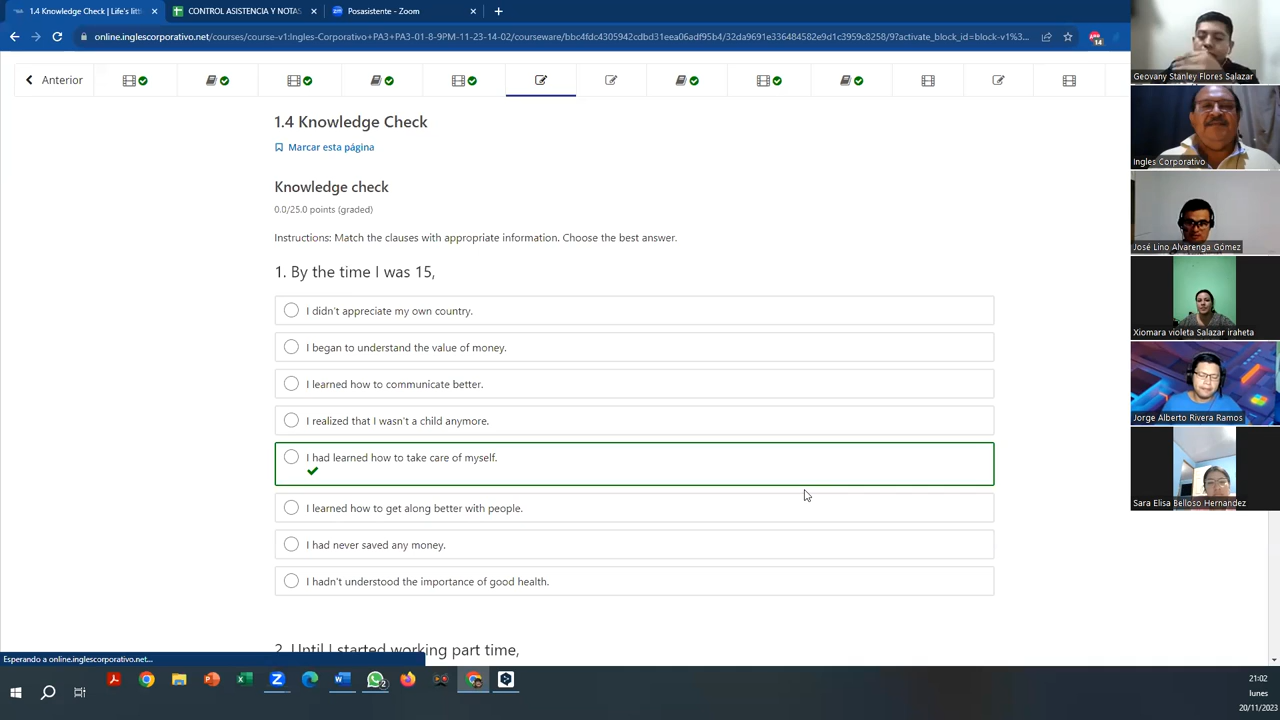 1.4 Knowledge Check | Life's littl
CONTROL ASISTENCIA Y NOTAS
Posasistente - Zoom
online.inglescorporativo.net/courses/course-v1:Ingles-Corporativo+PA3+PA3-01-8-9PM-11-23-14-02/courseware/bbc4fdc4305942cdbd31eea06adf95b4/32da9691e336484582e9d1c3959c8258/9?activate_block_id=block-v1%3...
14
Anterior
1.4 Knowledge Check
Marcar esta página
Knowledge check
0.0/25.0 points (graded)
Instructions: Match the clauses with appropriate information. Choose the best answer.
1. By the time I was 15,
I didn't appreciate my own country.
I began to understand the value of money.
I learned how to communicate better.
I realized that I wasn't a child anymore.
I had learned how to take care of myself.
I learned how to get along better with people.
I had never saved any money.
I hadn't understood the importance of good health.
2. Until I started working part time,
Esperando a online.inglescorporativo.net...
Geovany Stanley Flores Salazar
Ingles Corporativo
José Lino Alvarenga Gómez
Xiomara violeta Salazar iraheta
Jorge Alberto Rivera Ramos
Sara Elisa Belloso Hernandez
2
21:02
lunes
20/11/2023